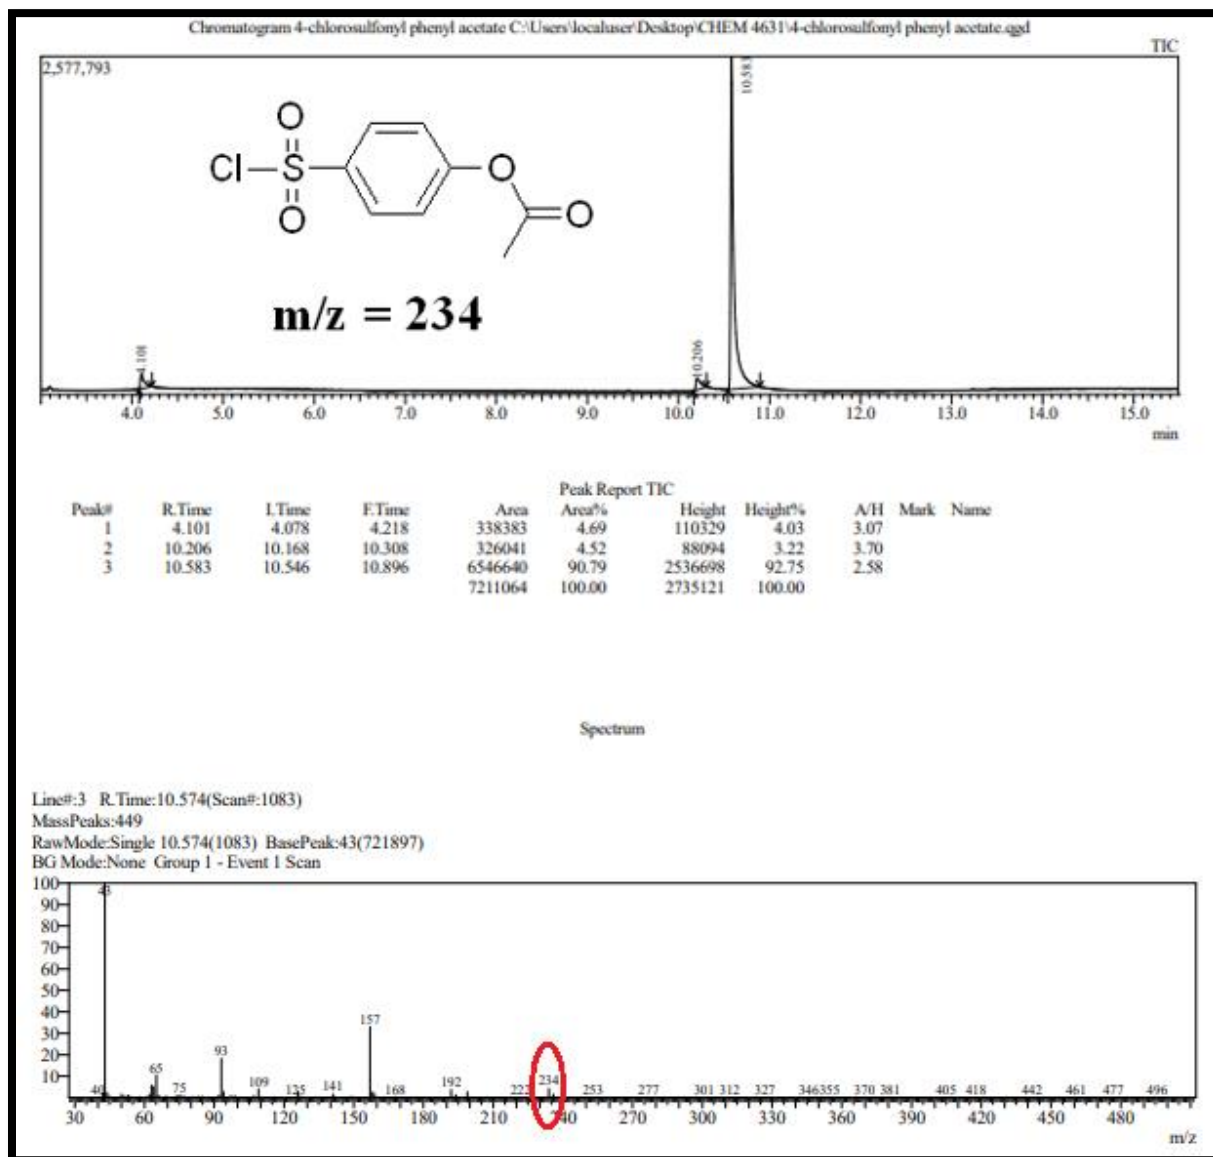 Chromatogram 4-chlorosulfonyl phenyl acetate C:\Users\localuser\Desktop\CHEM 4631\4-chlorosulfonyl phenyl acetate.qgd
TIC
2,577,793
10.583
O
Cl S O
O O
m/z = 234
4.101
10.206
4.0 5.0 6.0 7.0 8.0 9.0 10.0 11.0 12.0 13.0 14.0 15.0
min
Peak Report TIC
Peak# R.Time I.Time F.Time Area Area% Height Height% A/H Mark Name
1 4.101 4.078 4.218 338383 4.69 110329 4.03 3.07
2 10.206 10.168 10.308 326041 4.52 88094 3.22 3.70
3 10.583 10.546 10.896 6546640 90.79 2536698 92.75 2.58
7211064 100.00 2735121 100.00
Spectrum
Line#:3 R.Time:10.574(Scan#:1083)
MassPeaks:449
RawMode:Single 10.574(1083) BasePeak:43(721897)
BG Mode:None Group 1 - Event 1 Scan
100
43
90
80
70
60
50
40
30
157
20
93
10
65
40 75 109 125 141 168 192 222 234 253 277 301 312 327 346 355 370 381 405 418 442 461 477 496
30 60 90 120 150 180 210 240 270 300 330 360 390 420 450 480
m/z